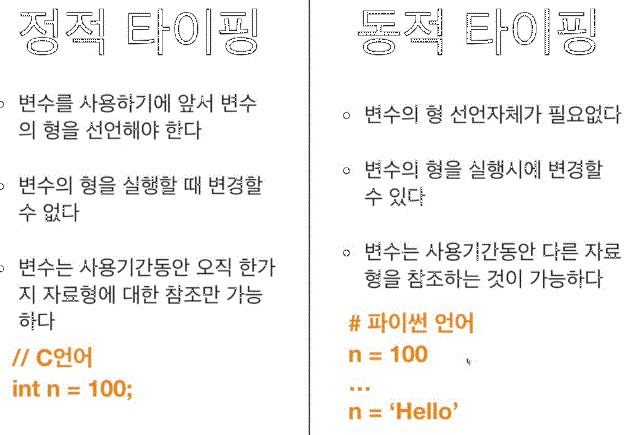 정적 타이핑
변수를 사용하기에 앞서 변수
의 형을 선언해야 한다
변수의 형을 실행할 때 변경할
수 없다
변수는 사용기간동안 오직 한가
지 자료형에 대한 참조만 가능
하다
// C언어
int n = 100;
동적 타이핑
변수의 형 선언자체가 필요없다
변수의 형을 실행시에 변경할
수 있다
변수는 사용기간동안 다른 자료
형을 참조하는 것이 가능하다
# 파이썬 언어
n = 100
...
n = ‘Hello’